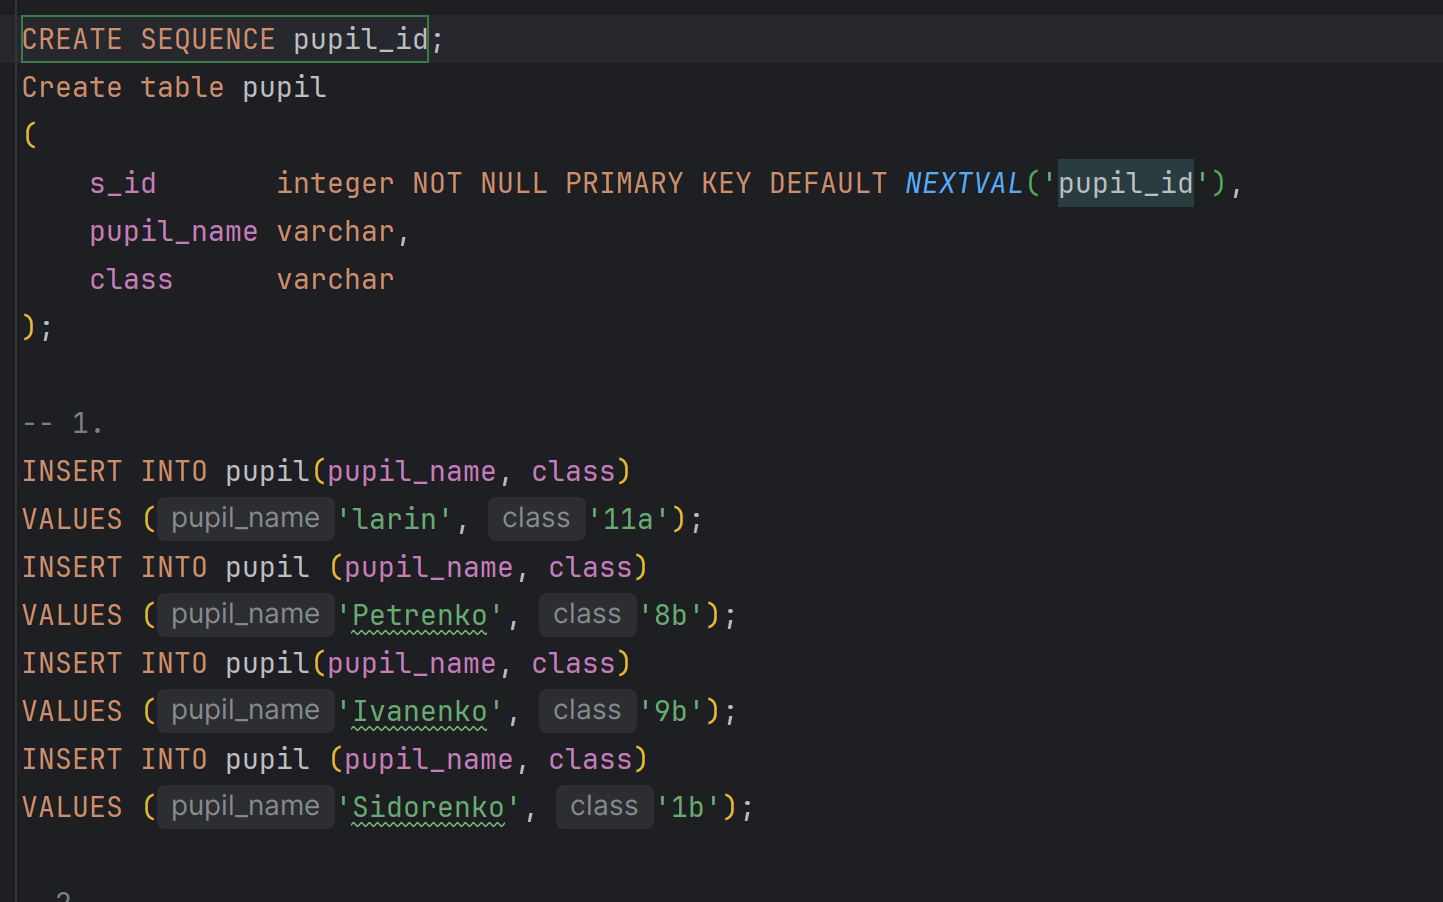 CREATE SEQUENCE pupil_id;
Create table pupil
(
    s_id       integer NOT NULL PRIMARY KEY DEFAULT NEXTVAL('pupil_id'),
    pupil_name varchar,
    class      varchar
);
-- 1.
INSERT INTO pupil(pupil_name, class)
VALUES (pupil_name 'larin', class '11a');
INSERT INTO pupil (pupil_name, class)
VALUES (pupil_name 'Petrenko', class '8b');
INSERT INTO pupil(pupil_name, class)
VALUES (pupil_name 'Ivanenko', class '9b');
INSERT INTO pupil (pupil_name, class)
VALUES (pupil_name 'Sidorenko', class '1b');